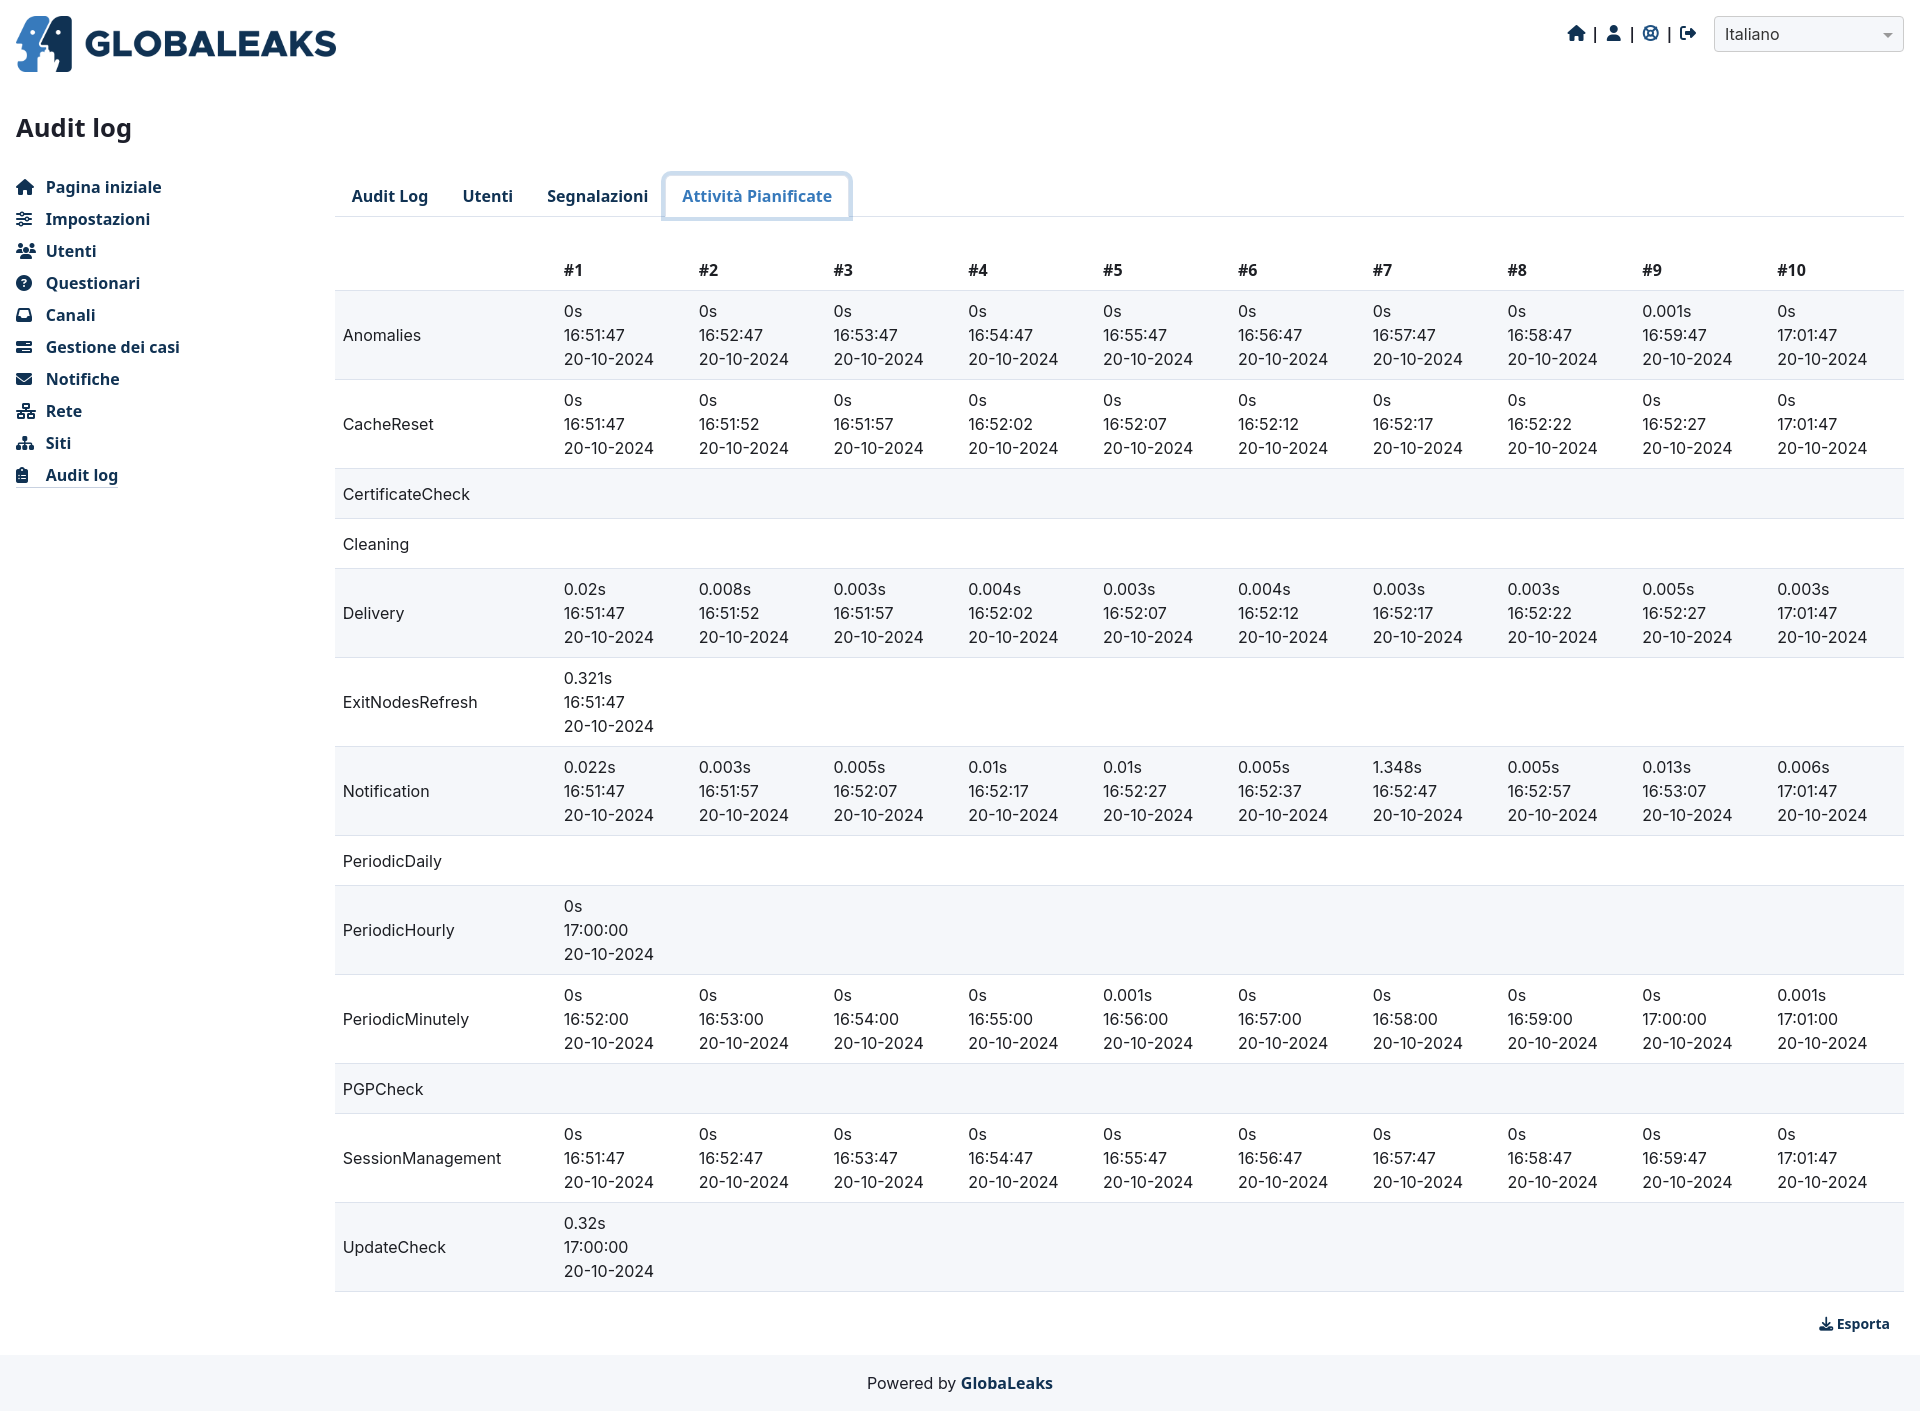 GLOBALEAKS
| | | Italiano
Audit log
Pagina iniziale
Impostazioni
Utenti
Questionari
Canali
Gestione dei casi
Notifiche
Rete
Siti
Audit log
Audit Log Utenti Segnalazioni Attività Pianificate
#1 #2 #3 #4 #5 #6 #7 #8 #9 #10
Anomalies
0s 0s 0s 0s 0s 0s 0s 0s 0.001s 0s
16:51:47 16:52:47 16:53:47 16:54:47 16:55:47 16:56:47 16:57:47 16:58:47 16:59:47 17:01:47
20-10-2024 20-10-2024 20-10-2024 20-10-2024 20-10-2024 20-10-2024 20-10-2024 20-10-2024 20-10-2024 20-10-2024
CacheReset
0s 0s 0s 0s 0s 0s 0s 0s 0s 0s
16:51:47 16:51:52 16:51:57 16:52:02 16:52:07 16:52:12 16:52:17 16:52:22 16:52:27 17:01:47
20-10-2024 20-10-2024 20-10-2024 20-10-2024 20-10-2024 20-10-2024 20-10-2024 20-10-2024 20-10-2024 20-10-2024
CertificateCheck
Cleaning
Delivery
0.02s 0.008s 0.003s 0.004s 0.003s 0.004s 0.003s 0.003s 0.005s 0.003s
16:51:47 16:51:52 16:51:57 16:52:02 16:52:07 16:52:12 16:52:17 16:52:22 16:52:27 17:01:47
20-10-2024 20-10-2024 20-10-2024 20-10-2024 20-10-2024 20-10-2024 20-10-2024 20-10-2024 20-10-2024 20-10-2024
ExitNodesRefresh
0.321s
16:51:47
20-10-2024
Notification
0.022s 0.003s 0.005s 0.01s 0.01s 0.005s 1.348s 0.005s 0.013s 0.006s
16:51:47 16:51:57 16:52:07 16:52:17 16:52:27 16:52:37 16:52:47 16:52:57 16:53:07 17:01:47
20-10-2024 20-10-2024 20-10-2024 20-10-2024 20-10-2024 20-10-2024 20-10-2024 20-10-2024 20-10-2024 20-10-2024
PeriodicDaily
PeriodicHourly
0s
17:00:00
20-10-2024
PeriodicMinutely
0s 0s 0s 0s 0.001s 0s 0s 0s 0s 0.001s
16:52:00 16:53:00 16:54:00 16:55:00 16:56:00 16:57:00 16:58:00 16:59:00 17:00:00 17:01:00
20-10-2024 20-10-2024 20-10-2024 20-10-2024 20-10-2024 20-10-2024 20-10-2024 20-10-2024 20-10-2024 20-10-2024
PGPCheck
SessionManagement
0s 0s 0s 0s 0s 0s 0s 0s 0s 0s
16:51:47 16:52:47 16:53:47 16:54:47 16:55:47 16:56:47 16:57:47 16:58:47 16:59:47 17:01:47
20-10-2024 20-10-2024 20-10-2024 20-10-2024 20-10-2024 20-10-2024 20-10-2024 20-10-2024 20-10-2024 20-10-2024
UpdateCheck
0.32s
17:00:00
20-10-2024
Esporta
Powered by GlobaLeaks